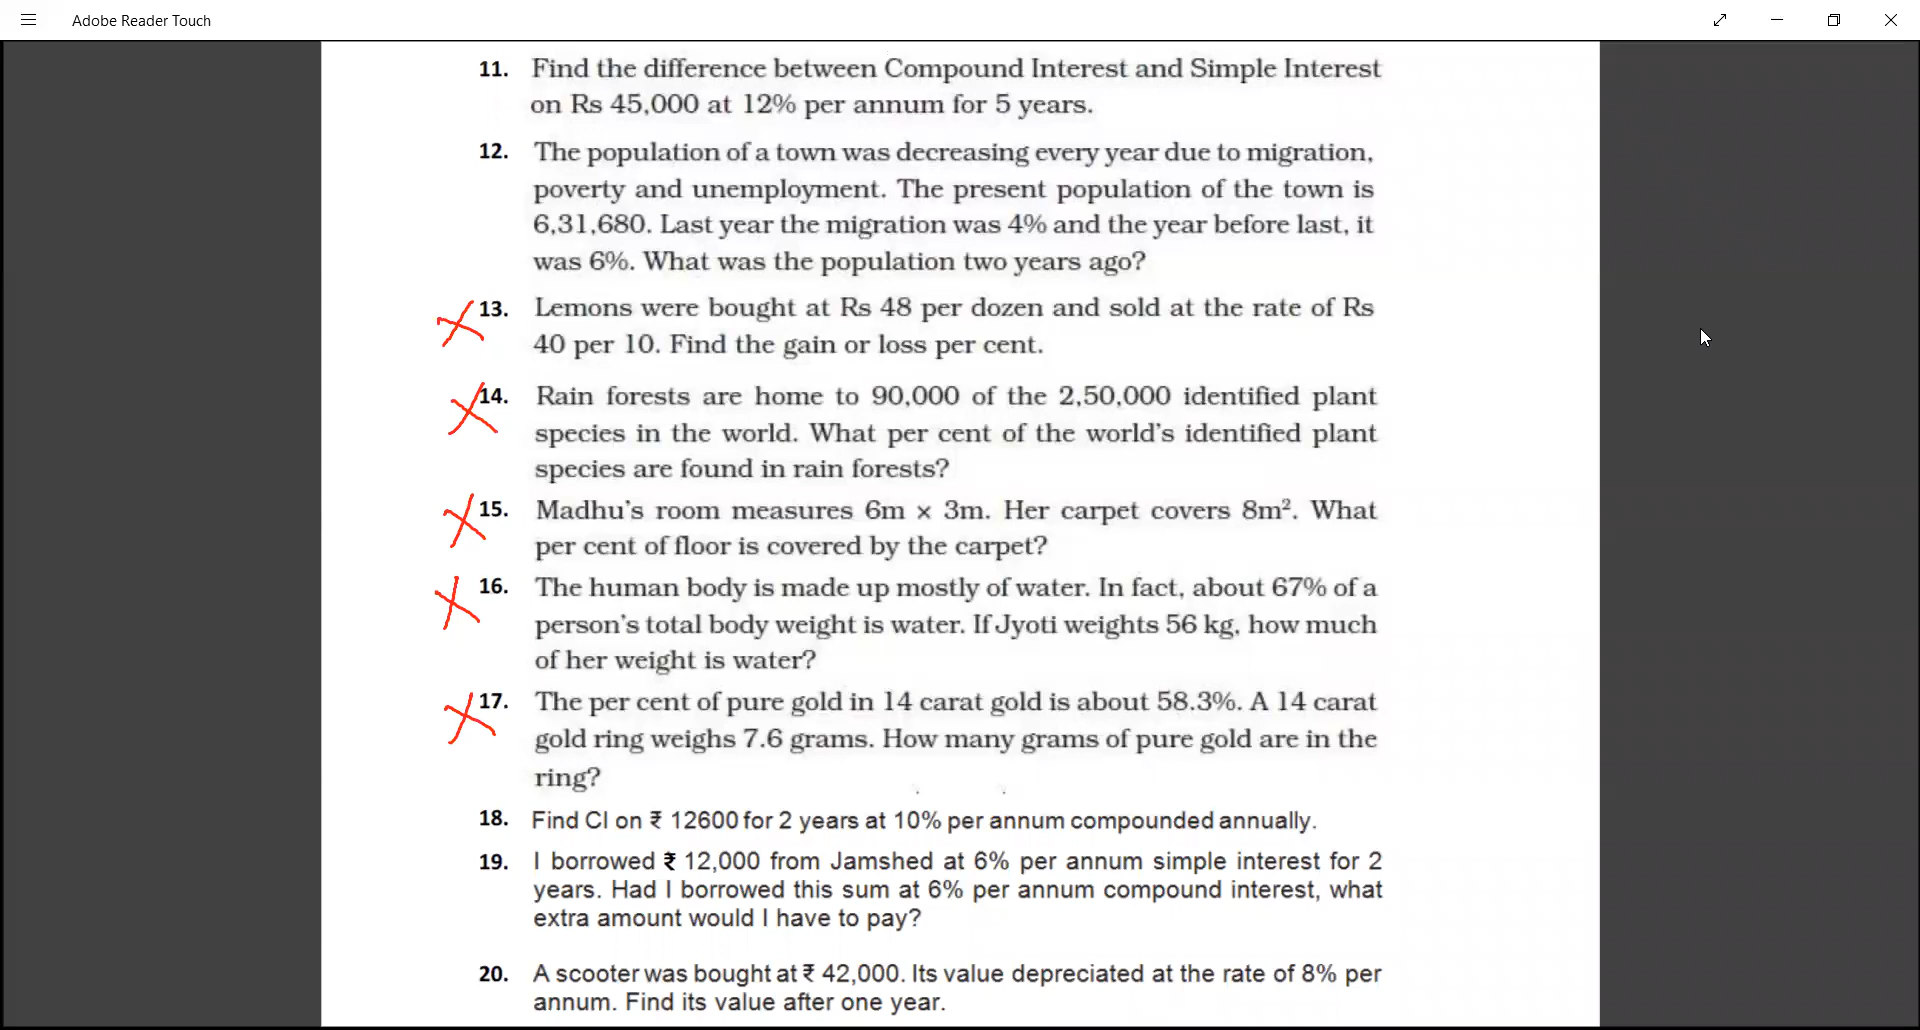 Adobe Reader Touch
11. Find the difference between Compound Interest and Simple Interest
on Rs 45,000 at 12% per annum for 5 years.
12. The population of a town was decreasing every year due to migration,
poverty and unemployment. The present population of the town is
6,31,680. Last year the migration was 4% and the year before last, it
was 6%. What was the population two years ago?
13. Lemons were bought at Rs 48 per dozen and sold at the rate of Rs
40 per 10. Find the gain or loss per cent.
14. Rain forests are home to 90,000 of the 2,50,000 identified plant
species in the world. What per cent of the world's identified plant
species are found in rain forests?
15. Madhu's room measures 6m × 3m. Her carpet covers 8m². What
per cent of floor is covered by the carpet?
16. The human body is made up mostly of water. In fact, about 67% of a
person's total body weight is water. If Jyoti weights 56 kg, how much
of her weight is water?
17. The per cent of pure gold in 14 carat gold is about 58.3%. A 14 carat
gold ring weighs 7.6 grams. How many grams of pure gold are in the
ring?
18. Find CI on ₹ 12600 for 2 years at 10% per annum compounded annually.
19. I borrowed ₹ 12,000 from Jamshed at 6% per annum simple interest for 2
years. Had I borrowed this sum at 6% per annum compound interest, what
extra amount would I have to pay?
20. A scooter was bought at ₹ 42,000. Its value depreciated at the rate of 8% per
annum. Find its value after one year.